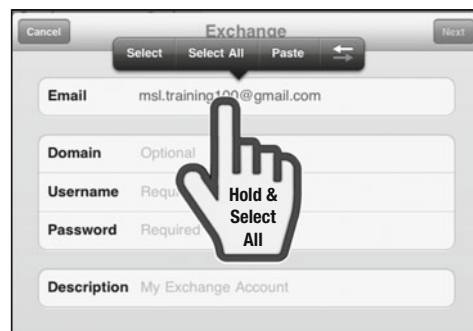 Cancel Exchange Next
Select Select All Paste
Email msl.training100@gmail.com
Domain Optional
Username Requ
Hold &
Select
All
Password Required
Description My Exchange Account